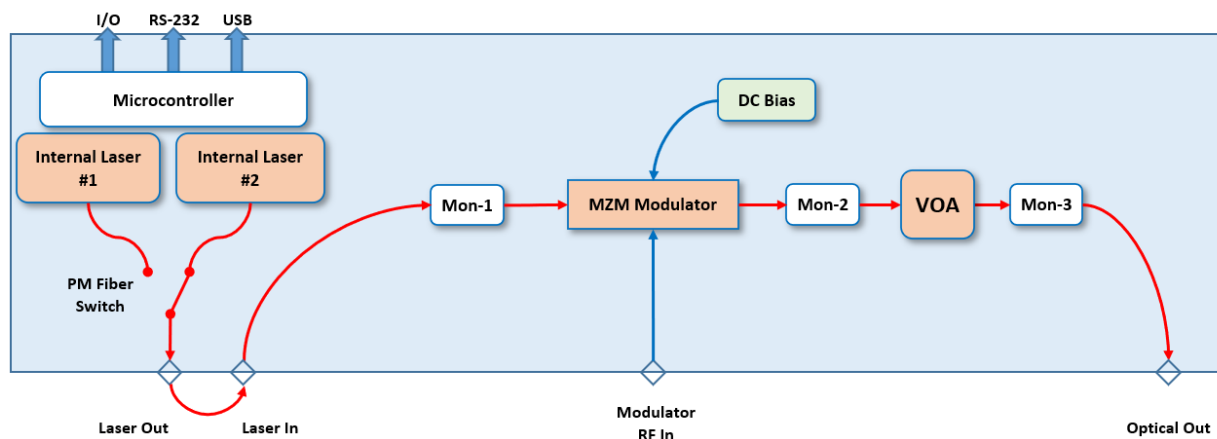 I/O RS-232 USB
Microcontroller
DC Bias
Internal Laser
#1
Internal Laser
#2
Mon-1
MZM Modulator
Mon-2
VOA
Mon-3
PM Fiber
Switch
Laser Out
Laser In
Modulator
RF In
Optical Out